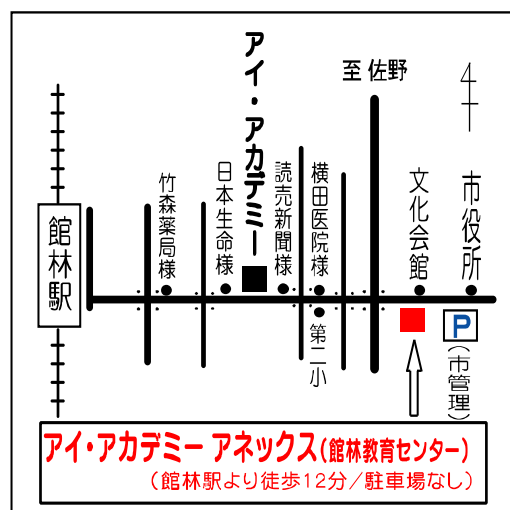 アイ・アカデミー
至 佐野
4
竹森薬局様
日本生命様
読売新聞様
横田医院様
文化会館
市役所
館林駅
第二小
P
(市管理)
アイ・アカデミー アネックス(館林教育センター)
(館林駅より徒歩12分/駐車場なし)